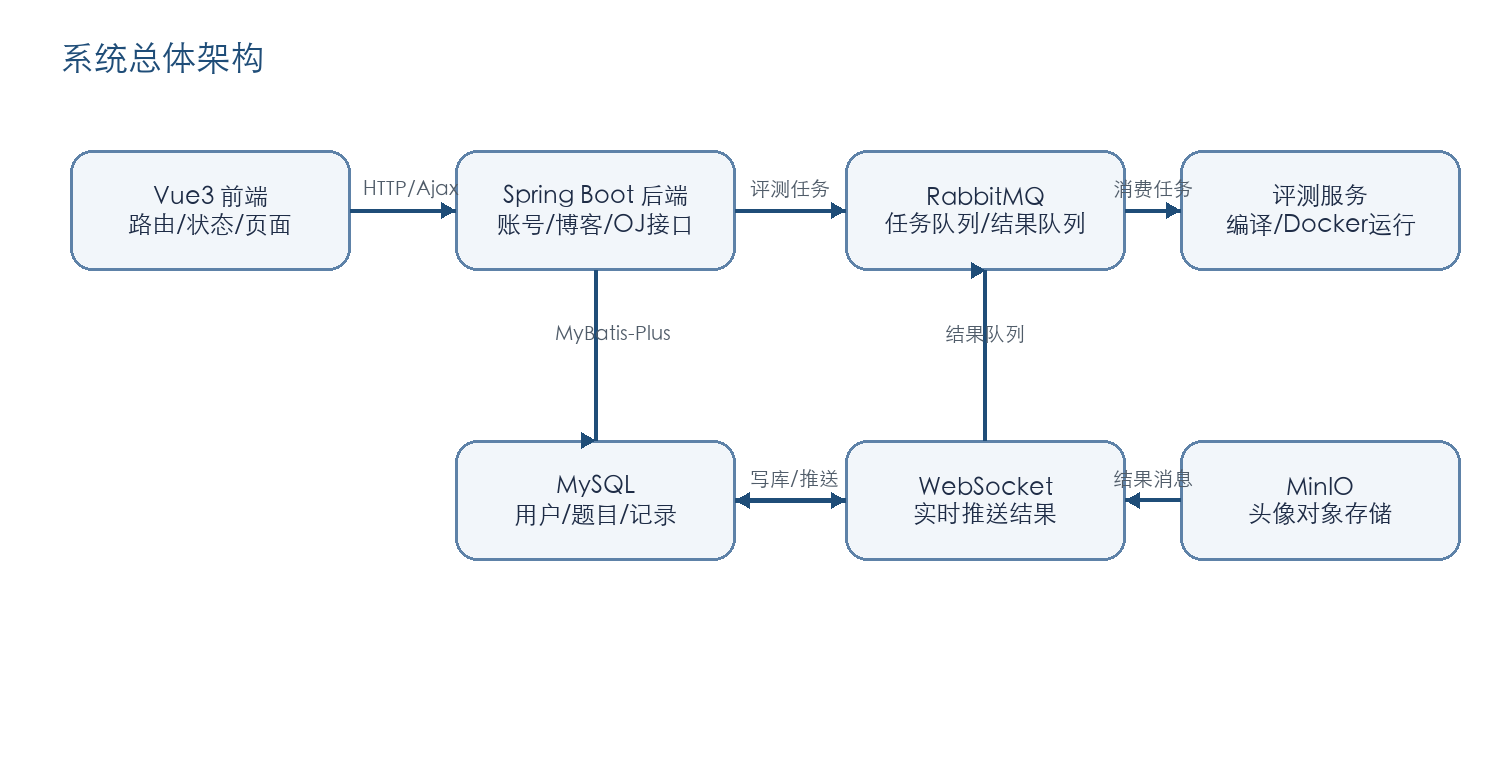 系统总体架构
Vue3 前端
路由/状态/页面
HTTP/Ajax
Spring Boot 后端
账号/博客/OJ接口
评测任务
RabbitMQ
任务队列/结果队列
消费任务
评测服务
编译/Docker运行
MyBatis-Plus
结果队列
MySQL
用户/题目/记录
写库/推送
WebSocket
实时推送结果
结果消息
MinIO
头像对象存储